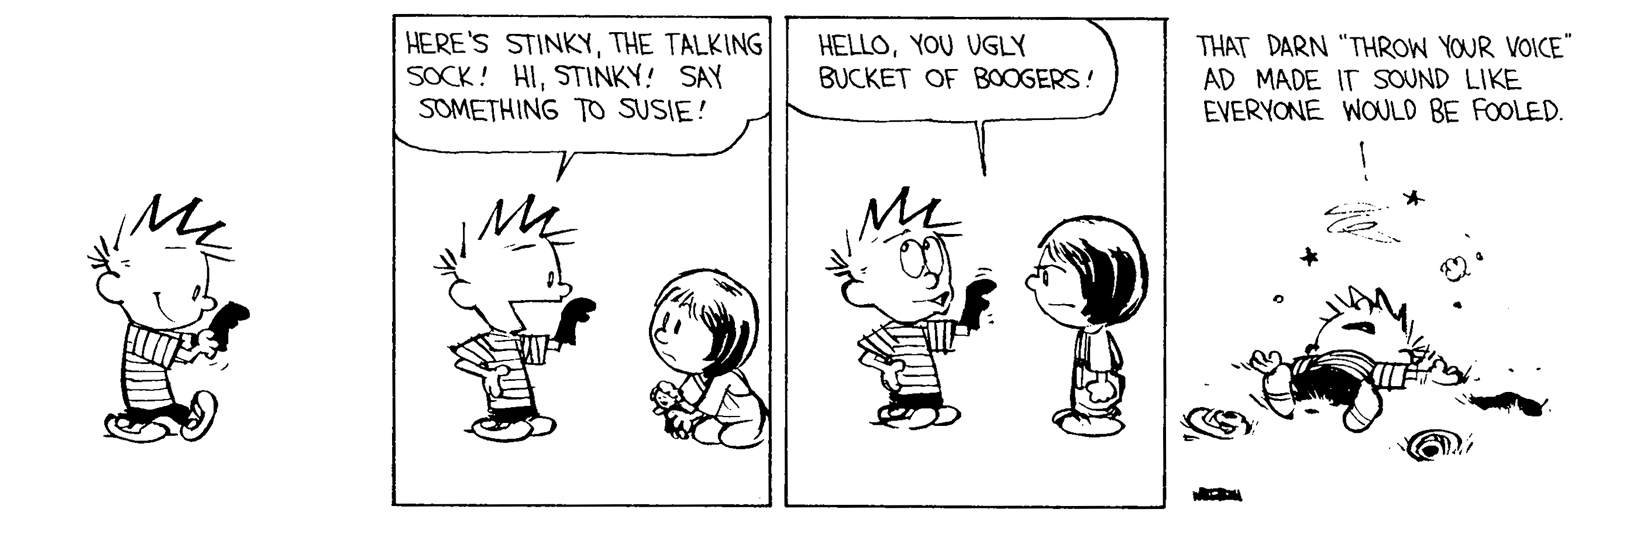 HERE'S STINKY, THE TALKING
SOCK! HI, STINKY! SAY
SOMETHING TO SUSIE!
HELLO, YOU UGLY
BUCKET OF BOOGERS!
THAT DARN "THROW YOUR VOICE"
AD MADE IT SOUND LIKE
EVERYONE WOULD BE FOOLED.